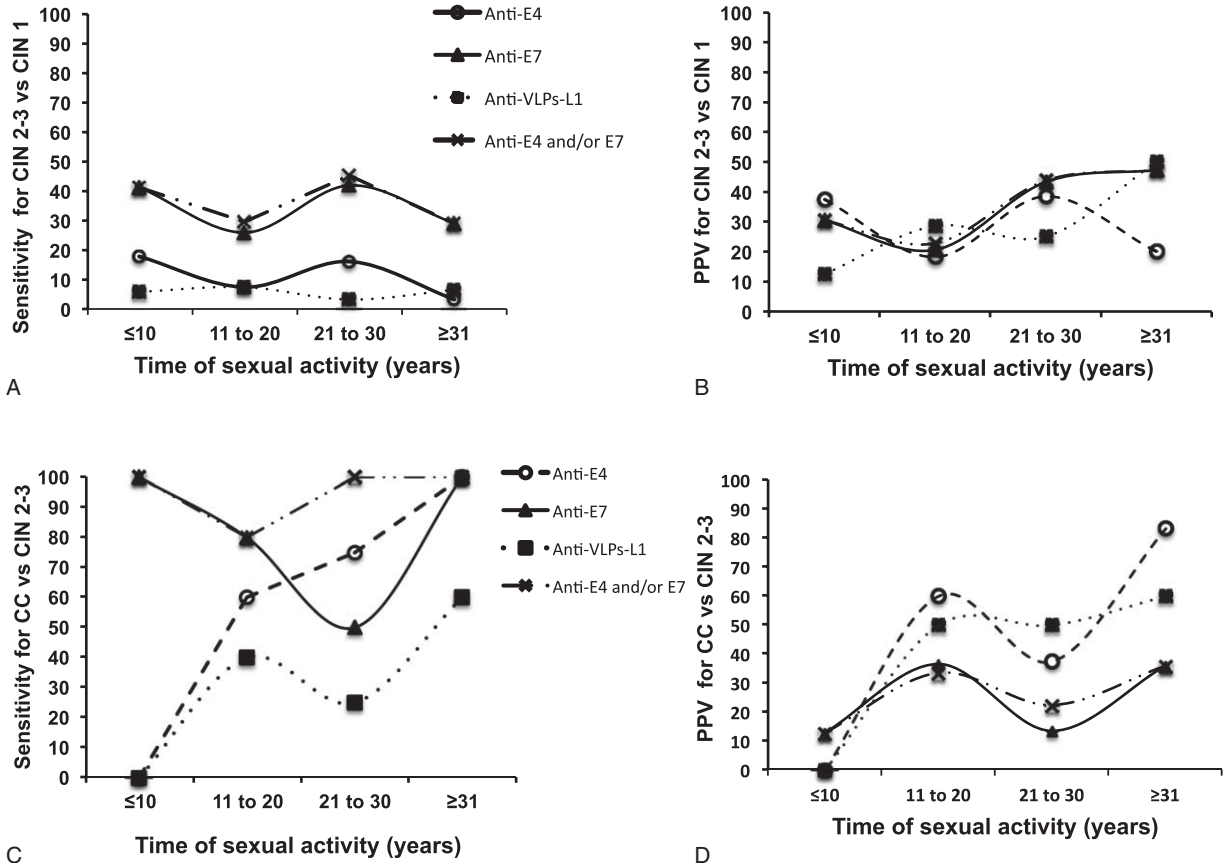 Sensitivity for CIN 2-3 vs CIN 1
100
90
80
70
60
50
40
30
20
10
0
≤10 11 to 20 21 to 30 ≥31
Time of sexual activity (years)
A
Anti-E4
Anti-E7
Anti-VLPs-L1
Anti-E4 and/or E7
PPV for CIN 2-3 vs CIN 1
100
90
80
70
60
50
40
30
20
10
0
≤10 11 to 20 21 to 30 ≥31
Time of sexual activity (years)
B
Sensitivity for CC vs CIN 2-3
100
90
80
70
60
50
40
30
20
10
0
≤10 11 to 20 21 to 30 ≥31
Time of sexual activity (years)
C
Anti-E4
Anti-E7
Anti-VLPs-L1
Anti-E4 and/or E7
PPV for CC vs CIN 2-3
100
90
80
70
60
50
40
30
20
10
0
≤10 11 to 20 21 to 30 ≥31
Time of sexual activity (years)
D